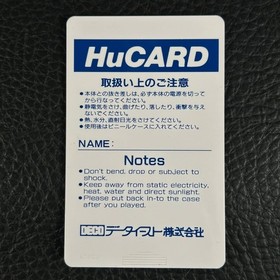 HuCARD
取扱い上のご注意
●本体との抜き差しは、必ず本体の電源を切って
から行なってください。
●静電気をさけ、曲げたり、落したり、衝撃を与え
ないでください。
●熱、水分、直射日光をさけてください。
●使用後はビニールケースに入れてください。
NAME:
Notes
●Don't bend, drop or subject to
shock.
●Keep away from static electricity,
heat, water and direct sunlight.
●Please put back in-to the case
after you played.
DECO データイースト株式会社